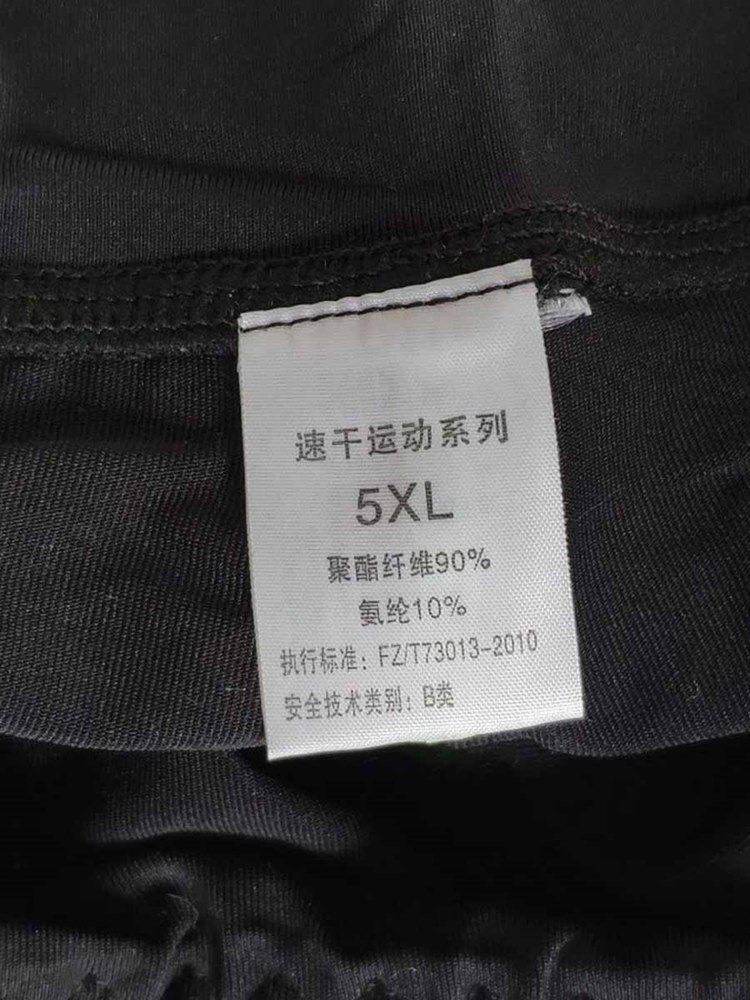 速干运动系列
5XL
聚酯纤维90%
氨纶10%
执行标准：FZ/T73013-2010
安全技术类别：B类